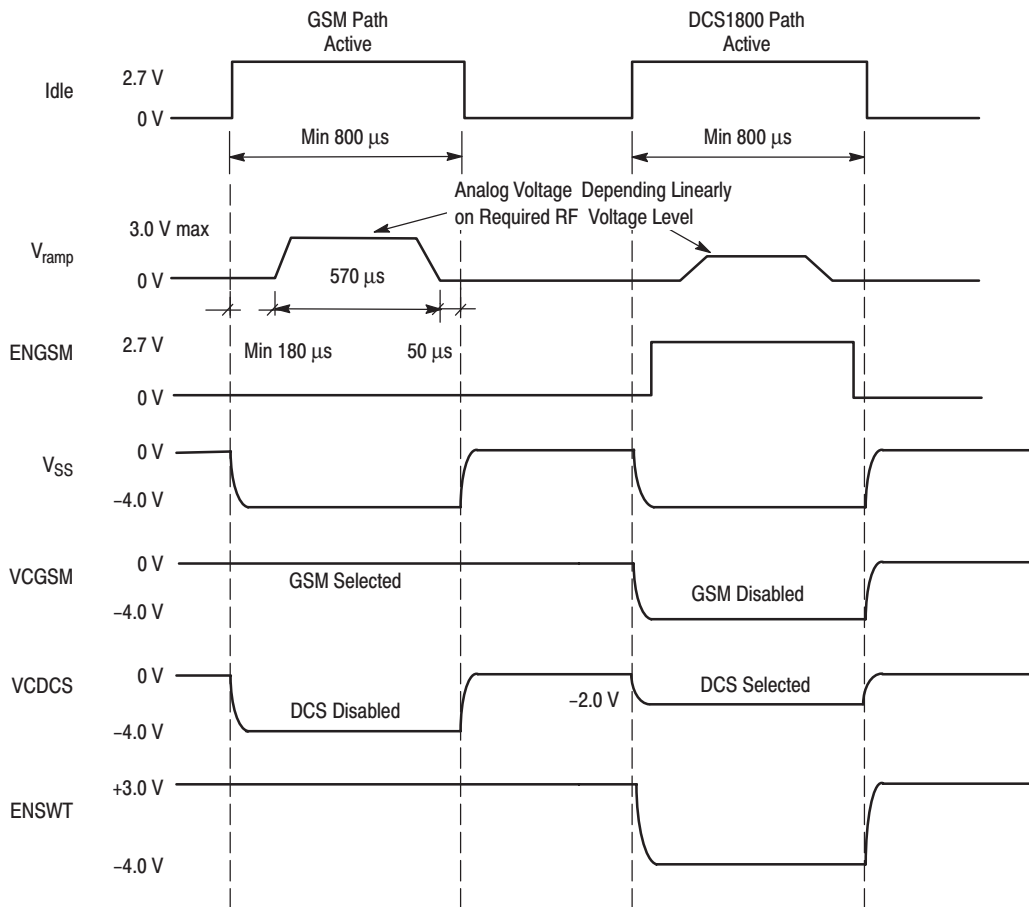 GSM Path
Active
DCS1800 Path
Active
Idle
2.7 V
0 V
Min 800 μs
Min 800 μs
Analog Voltage Depending Linearly
on Required RF Voltage Level
3.0 V max
Vramp
0 V
570 μs
ENGSM
2.7 V
Min 180 μs
50 μs
0 V
VSS
0 V
−4.0 V
VCGSM
0 V
GSM Selected
−4.0 V
GSM Disabled
VCDCS
0 V
−2.0 V
DCS Selected
DCS Disabled
−4.0 V
ENSWT
+3.0 V
−4.0 V